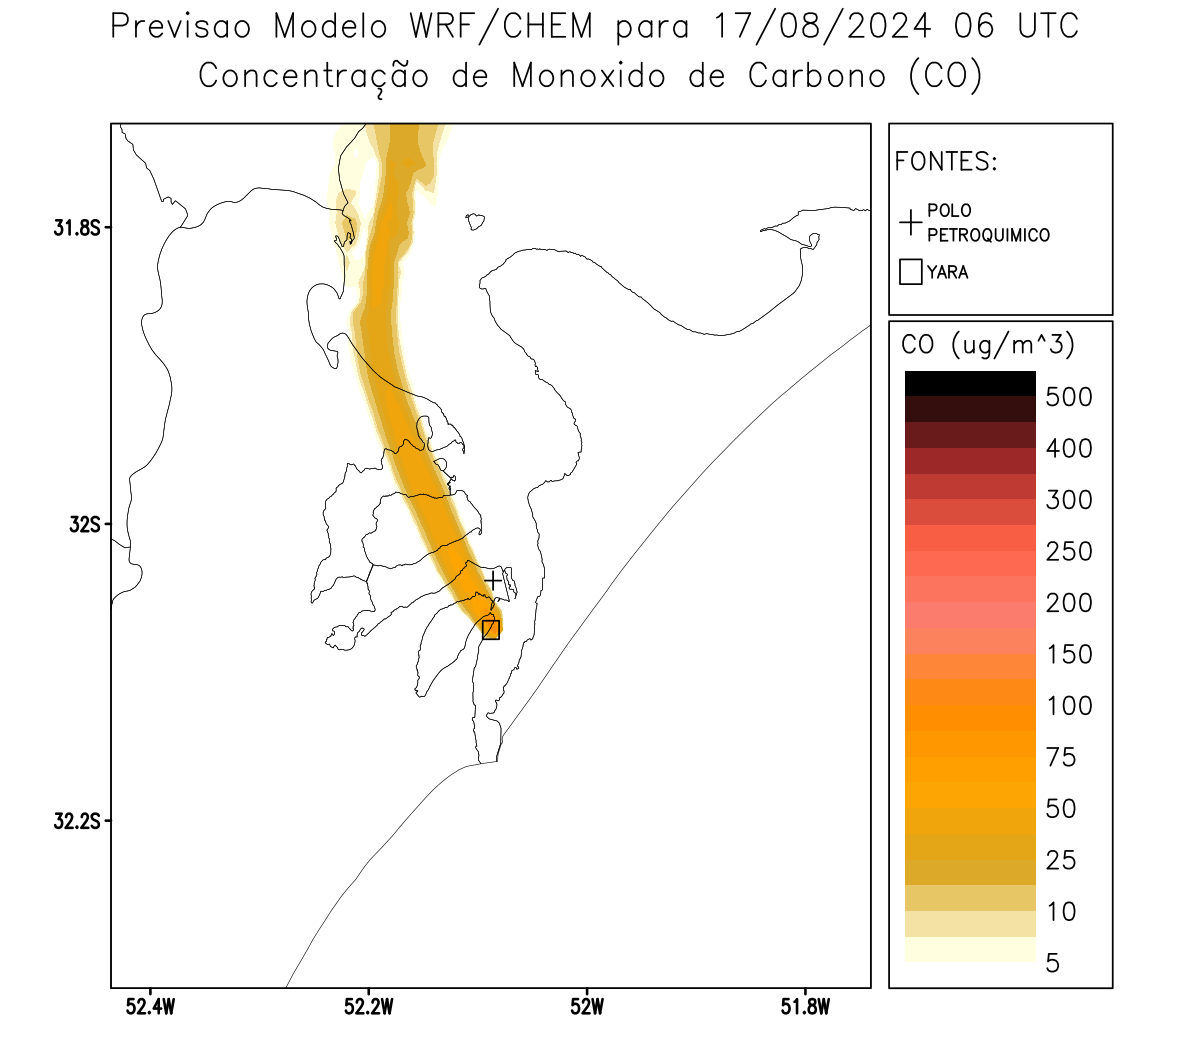 Previsao Modelo WRF/CHEM para 17/08/2024 06 UTC
Concentração de Monoxido de Carbono (CO)
FONTES:
POLO
PETROQUIMICO
YARA
CO (ug/m^3)
500
400
300
250
200
150
100
75
50
25
10
5
31.8S
32S
32.2S
52.4W
52.2W
52W
51.8W